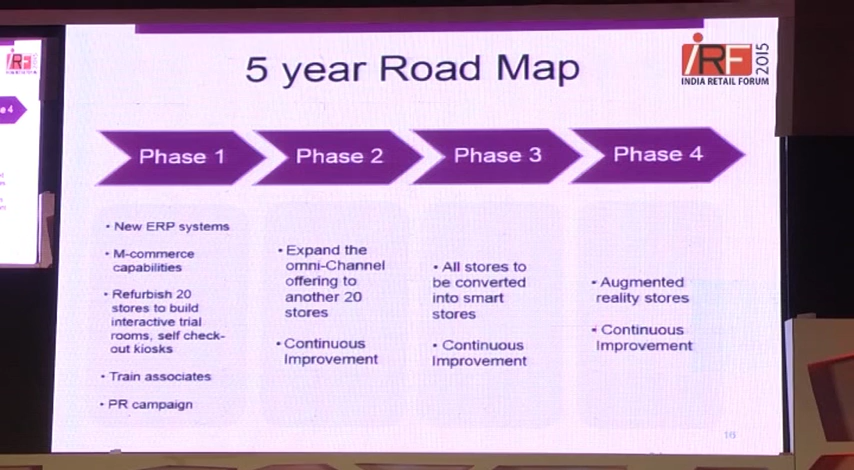 5 year Road Map
iRF
2015
INDIA RETAIL FORUM
e 4
Phase 1
Phase 2
Phase 3
Phase 4
• New ERP systems
• M-commerce
capabilities
• Refurbish 20
stores to build
interactive trial
rooms, self check-
out kiosks
• Train associates
• PR campaign
• Expand the
omni-Channel
offering to
another 20
stores
• Continuous
Improvement
• All stores to
be converted
into smart
stores
• Continuous
Improvement
• Augmented
reality stores
• Continuous
Improvement
16